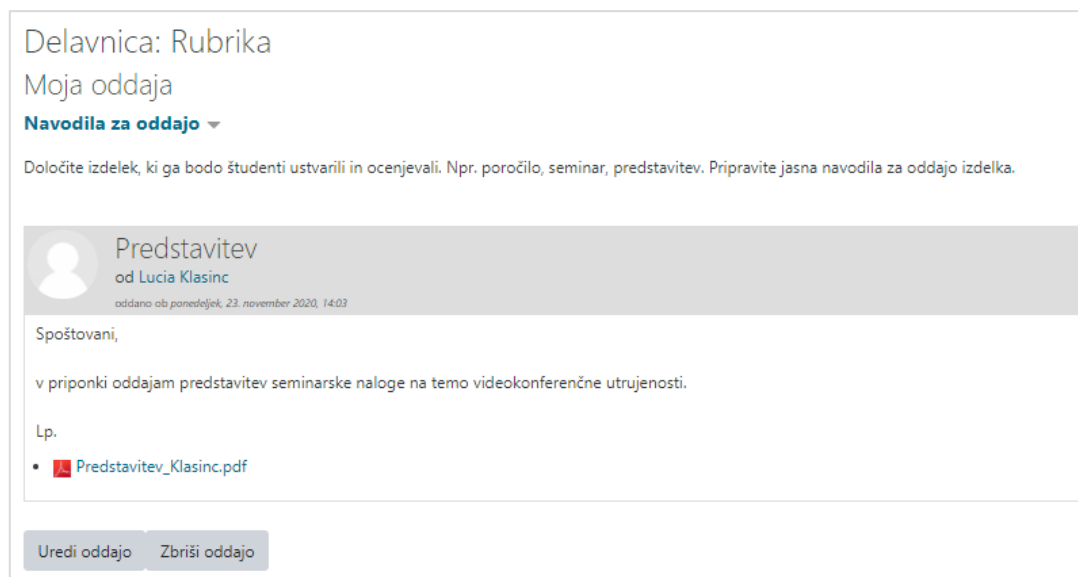 Delavnica: Rubrika
Moja oddaja
Navodila za oddajo
Določite izdelek, ki ga bodo študenti ustvarili in ocenjevali. Npr. poročilo, seminar, predstavitev. Pripravite jasna navodila za oddajo izdelka.
Predstavitev
od Lucia Klasinc
oddano ob ponedeljek, 23. november 2020, 14:03
Spoštovani,
v priponki oddajam predstavitev seminarske naloge na temo videokonferenčne utrujenosti.
Lp.
Predstavitev_Klasinc.pdf
Uredi oddajo Zbriši oddajo